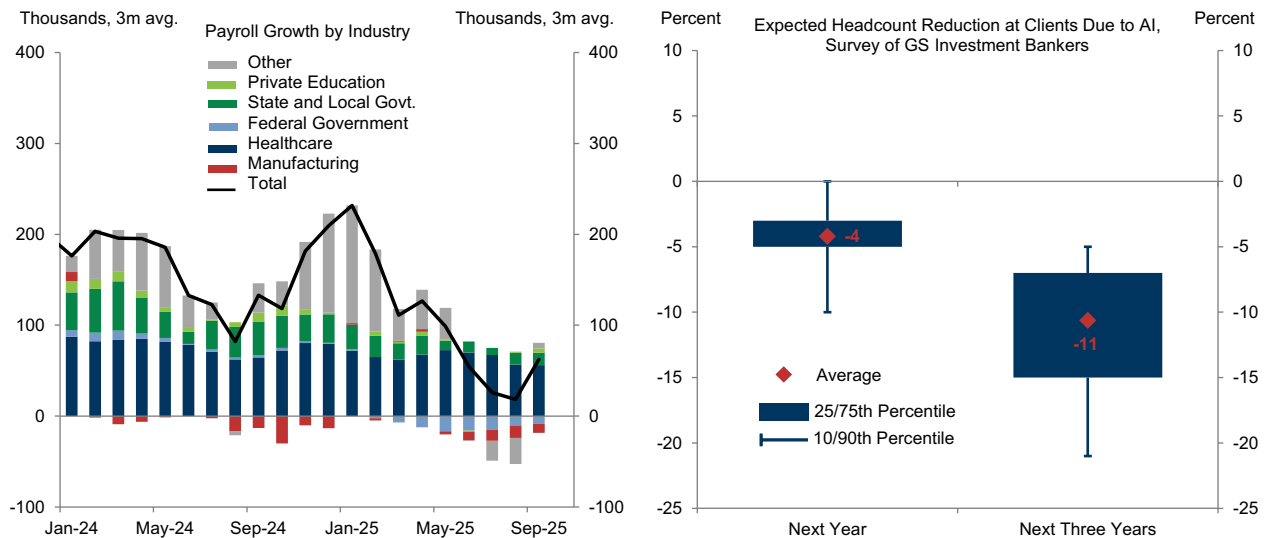 Thousands, 3m avg.
Thousands, 3m avg.
Payroll Growth by Industry
400
300
200
100
0
-100
400
300
200
100
0
-100
Other
Private Education
State and Local Govt.
Federal Government
Healthcare
Manufacturing
Total
Jan-24
May-24
Sep-24
Jan-25
May-25
Sep-25
Percent
Percent
Expected Headcount Reduction at Clients Due to AI,
Survey of GS Investment Bankers
10
5
0
-5
-10
-15
-20
-25
10
5
0
-5
-10
-15
-20
-25
-4
-11
Average
25/75th Percentile
10/90th Percentile
Next Year
Next Three Years